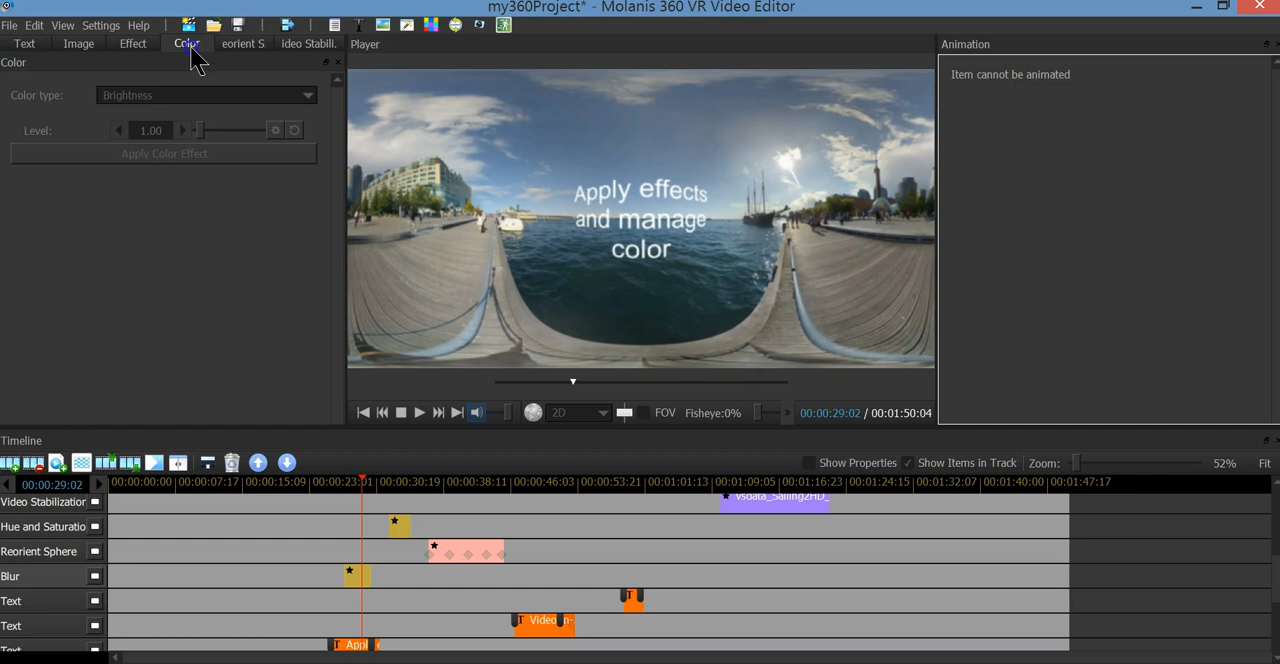 my360Project* - Molanis 360 VR Video Editor
File Edit View Settings Help
Text Image Effect Color eorient S. ideo Stabili.
Player
Animation
Color
Item cannot be animated
Color type: Brightness
Level: 1.00
Apply Color Effect
Apply effects
and manage
color
2D FOV Fisheye:0% 00:00:29:02 / 00:01:50:04
Timeline
Show Properties Show Items in Track Zoom: 52% Fit
00:00:29:02 00:00:00:00 00:00:07:17 00:00:15:09 00:00:23:01 00:00:30:19 00:00:38:11 00:00:46:03 00:00:53:21 00:01:01:13 00:01:09:05 00:01:16:23 00:01:24:15 00:01:32:07 00:01:40:00 00:01:47:17
Video Stabilization vsdata_Sailing2HD_
Hue and Saturatio
Reorient Sphere
Blur
Text T
Text T Video in-
Text T Appl e